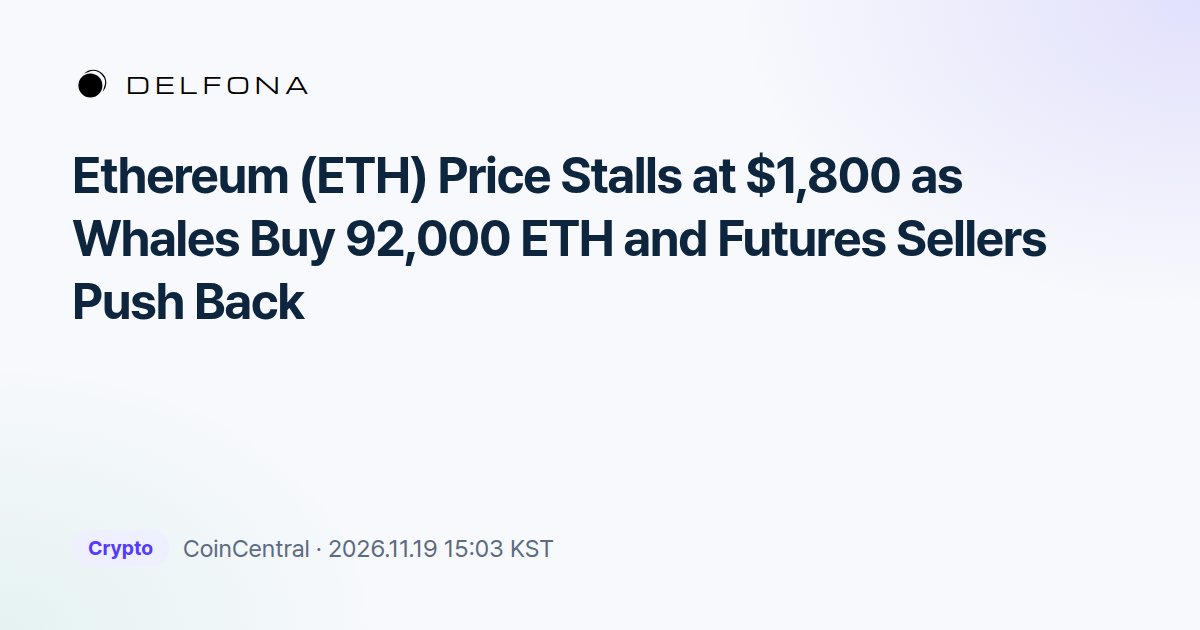 DELFONA
Ethereum (ETH) Price Stalls at $1,800 as
Whales Buy 92,000 ETH and Futures Sellers
Push Back
Crypto CoinCentral · 2026.11.19 15:03 KST